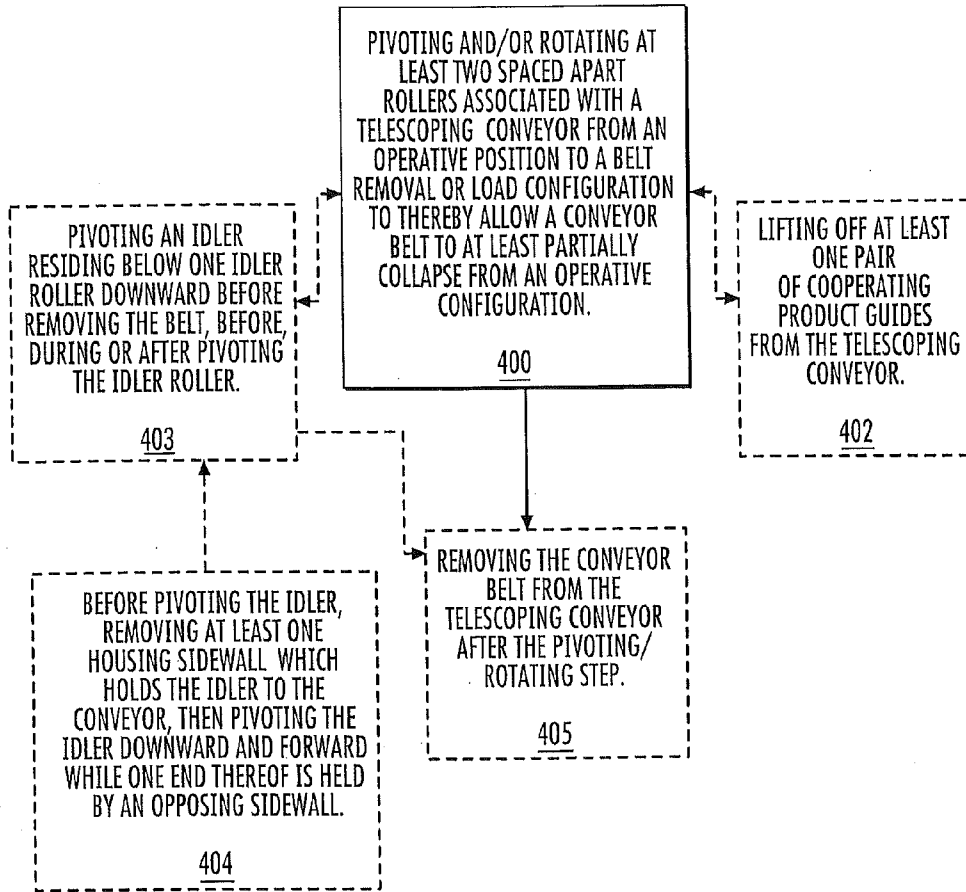 PIVOTING AND/OR ROTATING AT
LEAST TWO SPACED APART
ROLLERS ASSOCIATED WITH A
TELESCOPING CONVEYOR FROM AN
OPERATIVE POSITION TO A BELT
REMOVAL OR LOAD CONFIGURATION
TO THEREBY ALLOW A CONVEYOR
BELT TO AT LEAST PARTIALLY
COLLAPSE FROM AN OPERATIVE
CONFIGURATION.
400
PIVOTING AN IDLER
RESIDING BELOW ONE IDLER
ROLLER DOWNWARD BEFORE
REMOVING THE BELT, BEFORE,
DURING OR AFTER PIVOTING
THE IDLER ROLLER.
403
LIFTING OFF AT LEAST
ONE PAIR
OF COOPERATING
PRODUCT GUIDES
FROM THE TELESCOPING
CONVEYOR.
402
BEFORE PIVOTING THE IDLER,
REMOVING AT LEAST ONE
HOUSING SIDEWALL WHICH
HOLDS THE IDLER TO THE
CONVEYOR, THEN PIVOTING THE
IDLER DOWNWARD AND FORWARD
WHILE ONE END THEREOF IS HELD
BY AN OPPOSING SIDEWALL.
404
REMOVING THE CONVEYOR
BELT FROM THE
TELESCOPING CONVEYOR
AFTER THE PIVOTING/
ROTATING STEP.
405